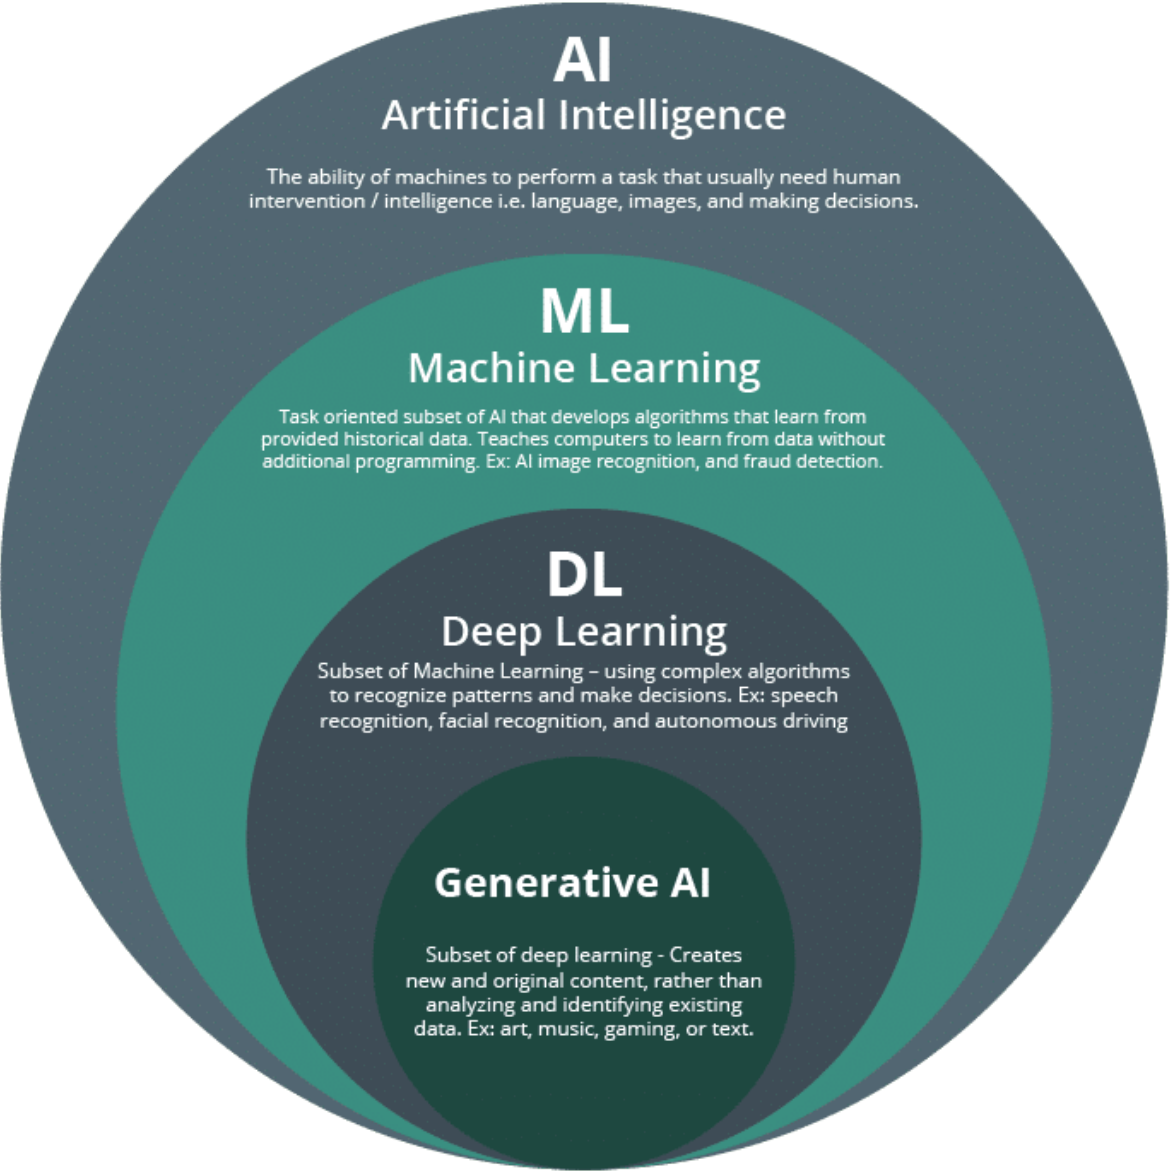 AI
Artificial Intelligence
The ability of machines to perform a task that usually need human
intervention / intelligence i.e. language, images, and making decisions.
ML
Machine Learning
Task oriented subset of AI that develops algorithms that learn from
provided historical data. Teaches computers to learn from data without
additional programming. Ex: AI image recognition, and fraud detection.
DL
Deep Learning
Subset of Machine Learning – using complex algorithms
to recognize patterns and make decisions. Ex: speech
recognition, facial recognition, and autonomous driving
Generative AI
Subset of deep learning - Creates
new and original content, rather than
analyzing and identifying existing
data. Ex: art, music, gaming, or text.